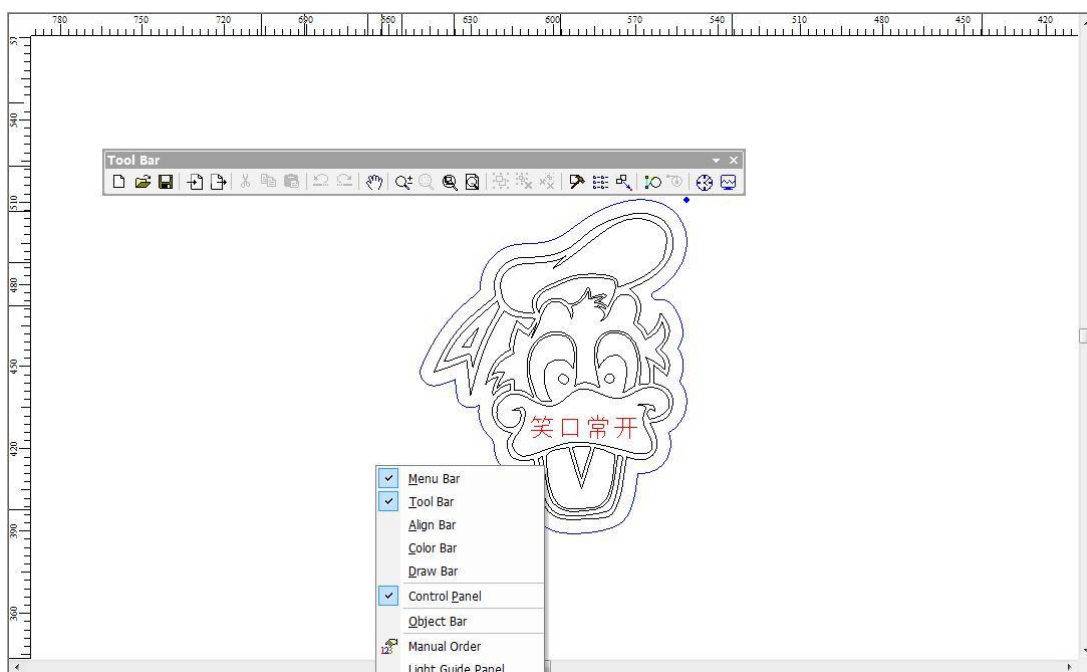 780 750 720 690 660 630 600 570 540 510 480 450 420
57
540
510
480
450
420
390
360
Tool Bar
笑口常开
Menu Bar
Tool Bar
Align Bar
Color Bar
Draw Bar
Control Panel
Object Bar
123
Manual Order
Light Guide Panel